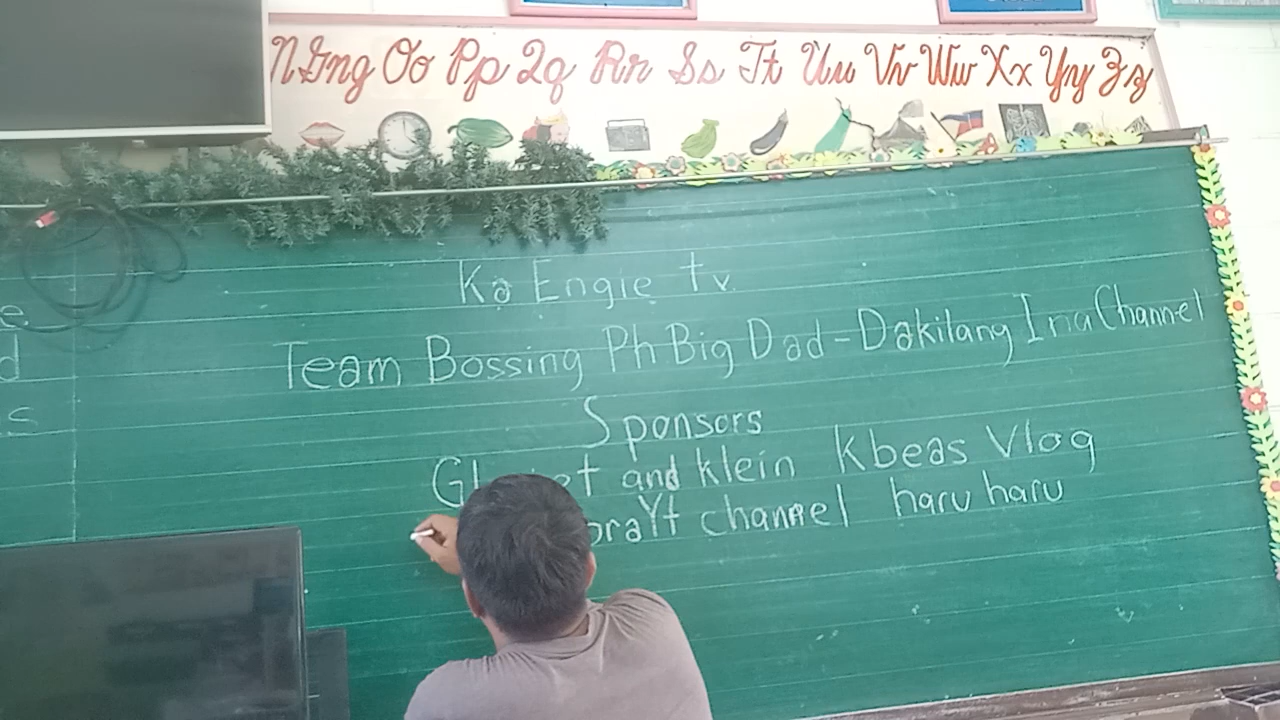 Nn NGng Oo Pp Qq Rr Ss Tt Uu Vv Ww Xx Yy Zz
Ka Engie tv.
Team Bossing Ph Big Dad - Dakilang Ina Channel
Sponsors
and klein Kbeas Vlog
Yt channel haru haru
e
d
s